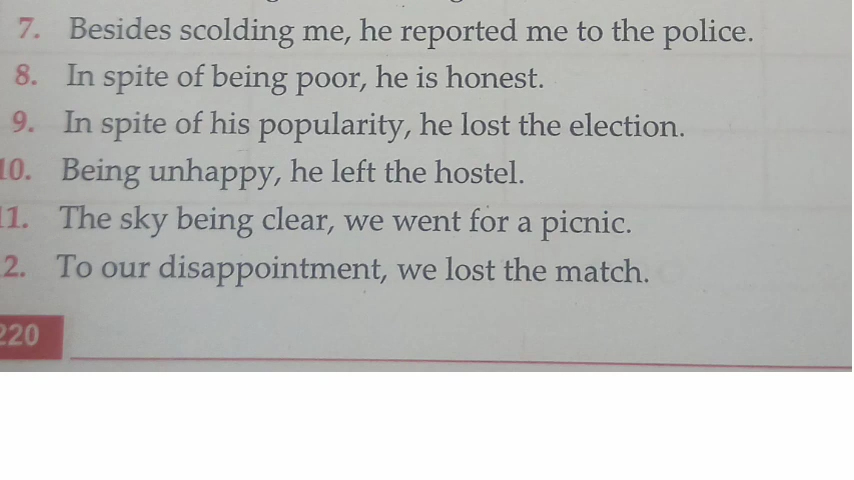 7. Besides scolding me, he reported me to the police.
8. In spite of being poor, he is honest.
9. In spite of his popularity, he lost the election.
10. Being unhappy, he left the hostel.
11. The sky being clear, we went for a picnic.
2. To our disappointment, we lost the match.
220